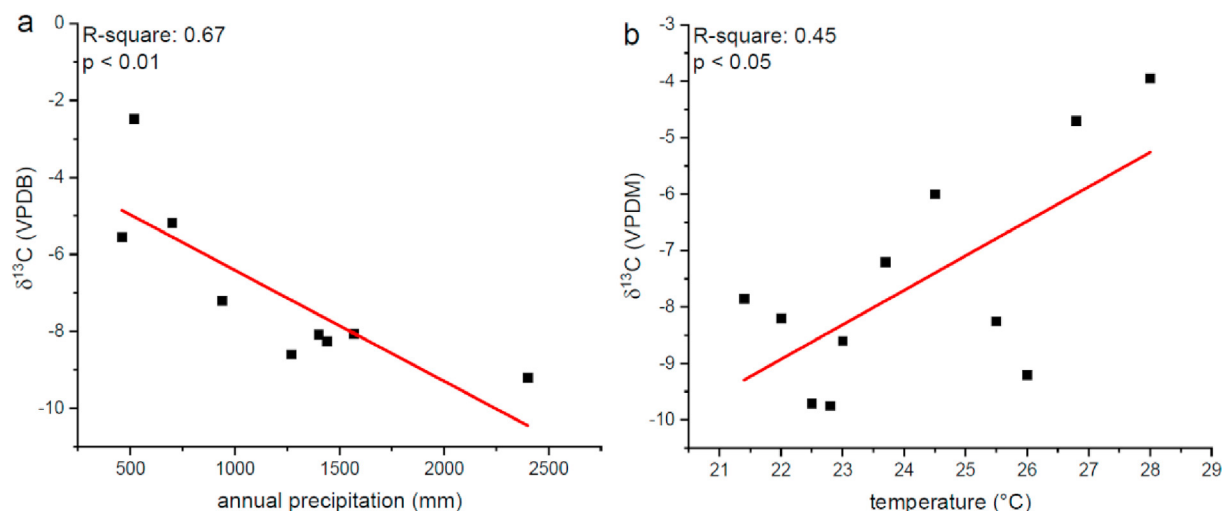 a
R-square: 0.67
p < 0.01
0
-2
-4
-6
-8
-10
δ¹³C (VPDB)
500 1000 1500 2000 2500
annual precipitation (mm)
b
R-square: 0.45
p < 0.05
-3
-4
-5
-6
-7
-8
-9
-10
δ¹³C (VPDM)
21 22 23 24 25 26 27 28 29
temperature (°C)